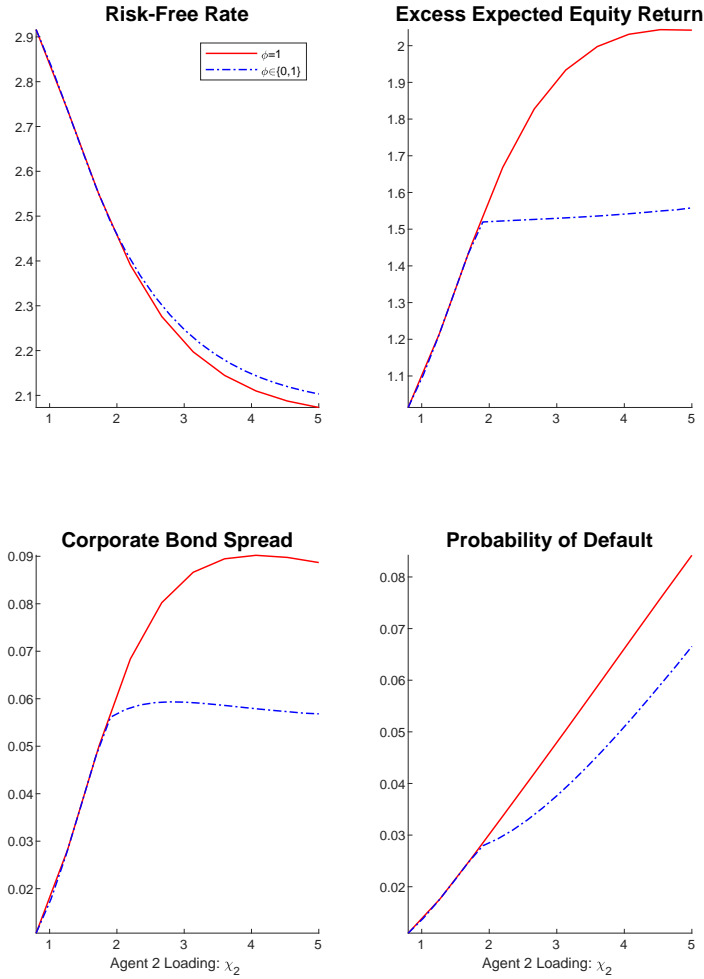 Risk-Free Rate
2.9
2.8
2.7
2.6
2.5
2.4
2.3
2.2
2.1
1 2 3 4 5
ϕ=1
ϕ∈{0,1}
Excess Expected Equity Return
2
1.9
1.8
1.7
1.6
1.5
1.4
1.3
1.2
1.1
1 2 3 4 5
Corporate Bond Spread
0.09
0.08
0.07
0.06
0.05
0.04
0.03
0.02
1 2 3 4 5
Agent 2 Loading: χ₂
Probability of Default
0.08
0.07
0.06
0.05
0.04
0.03
0.02
1 2 3 4 5
Agent 2 Loading: χ₂